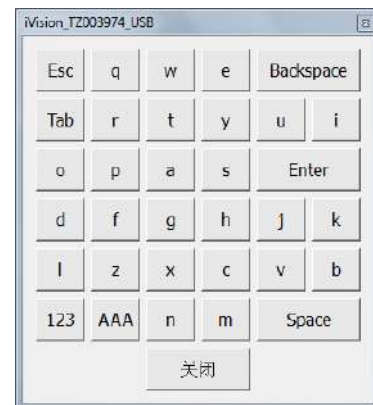 iVision_TZ003974_USB
Esc q w e Backspace
Tab r t y u i
o p a s Enter
d f g h j k
l z x c v b
123 AAA n m Space
关闭